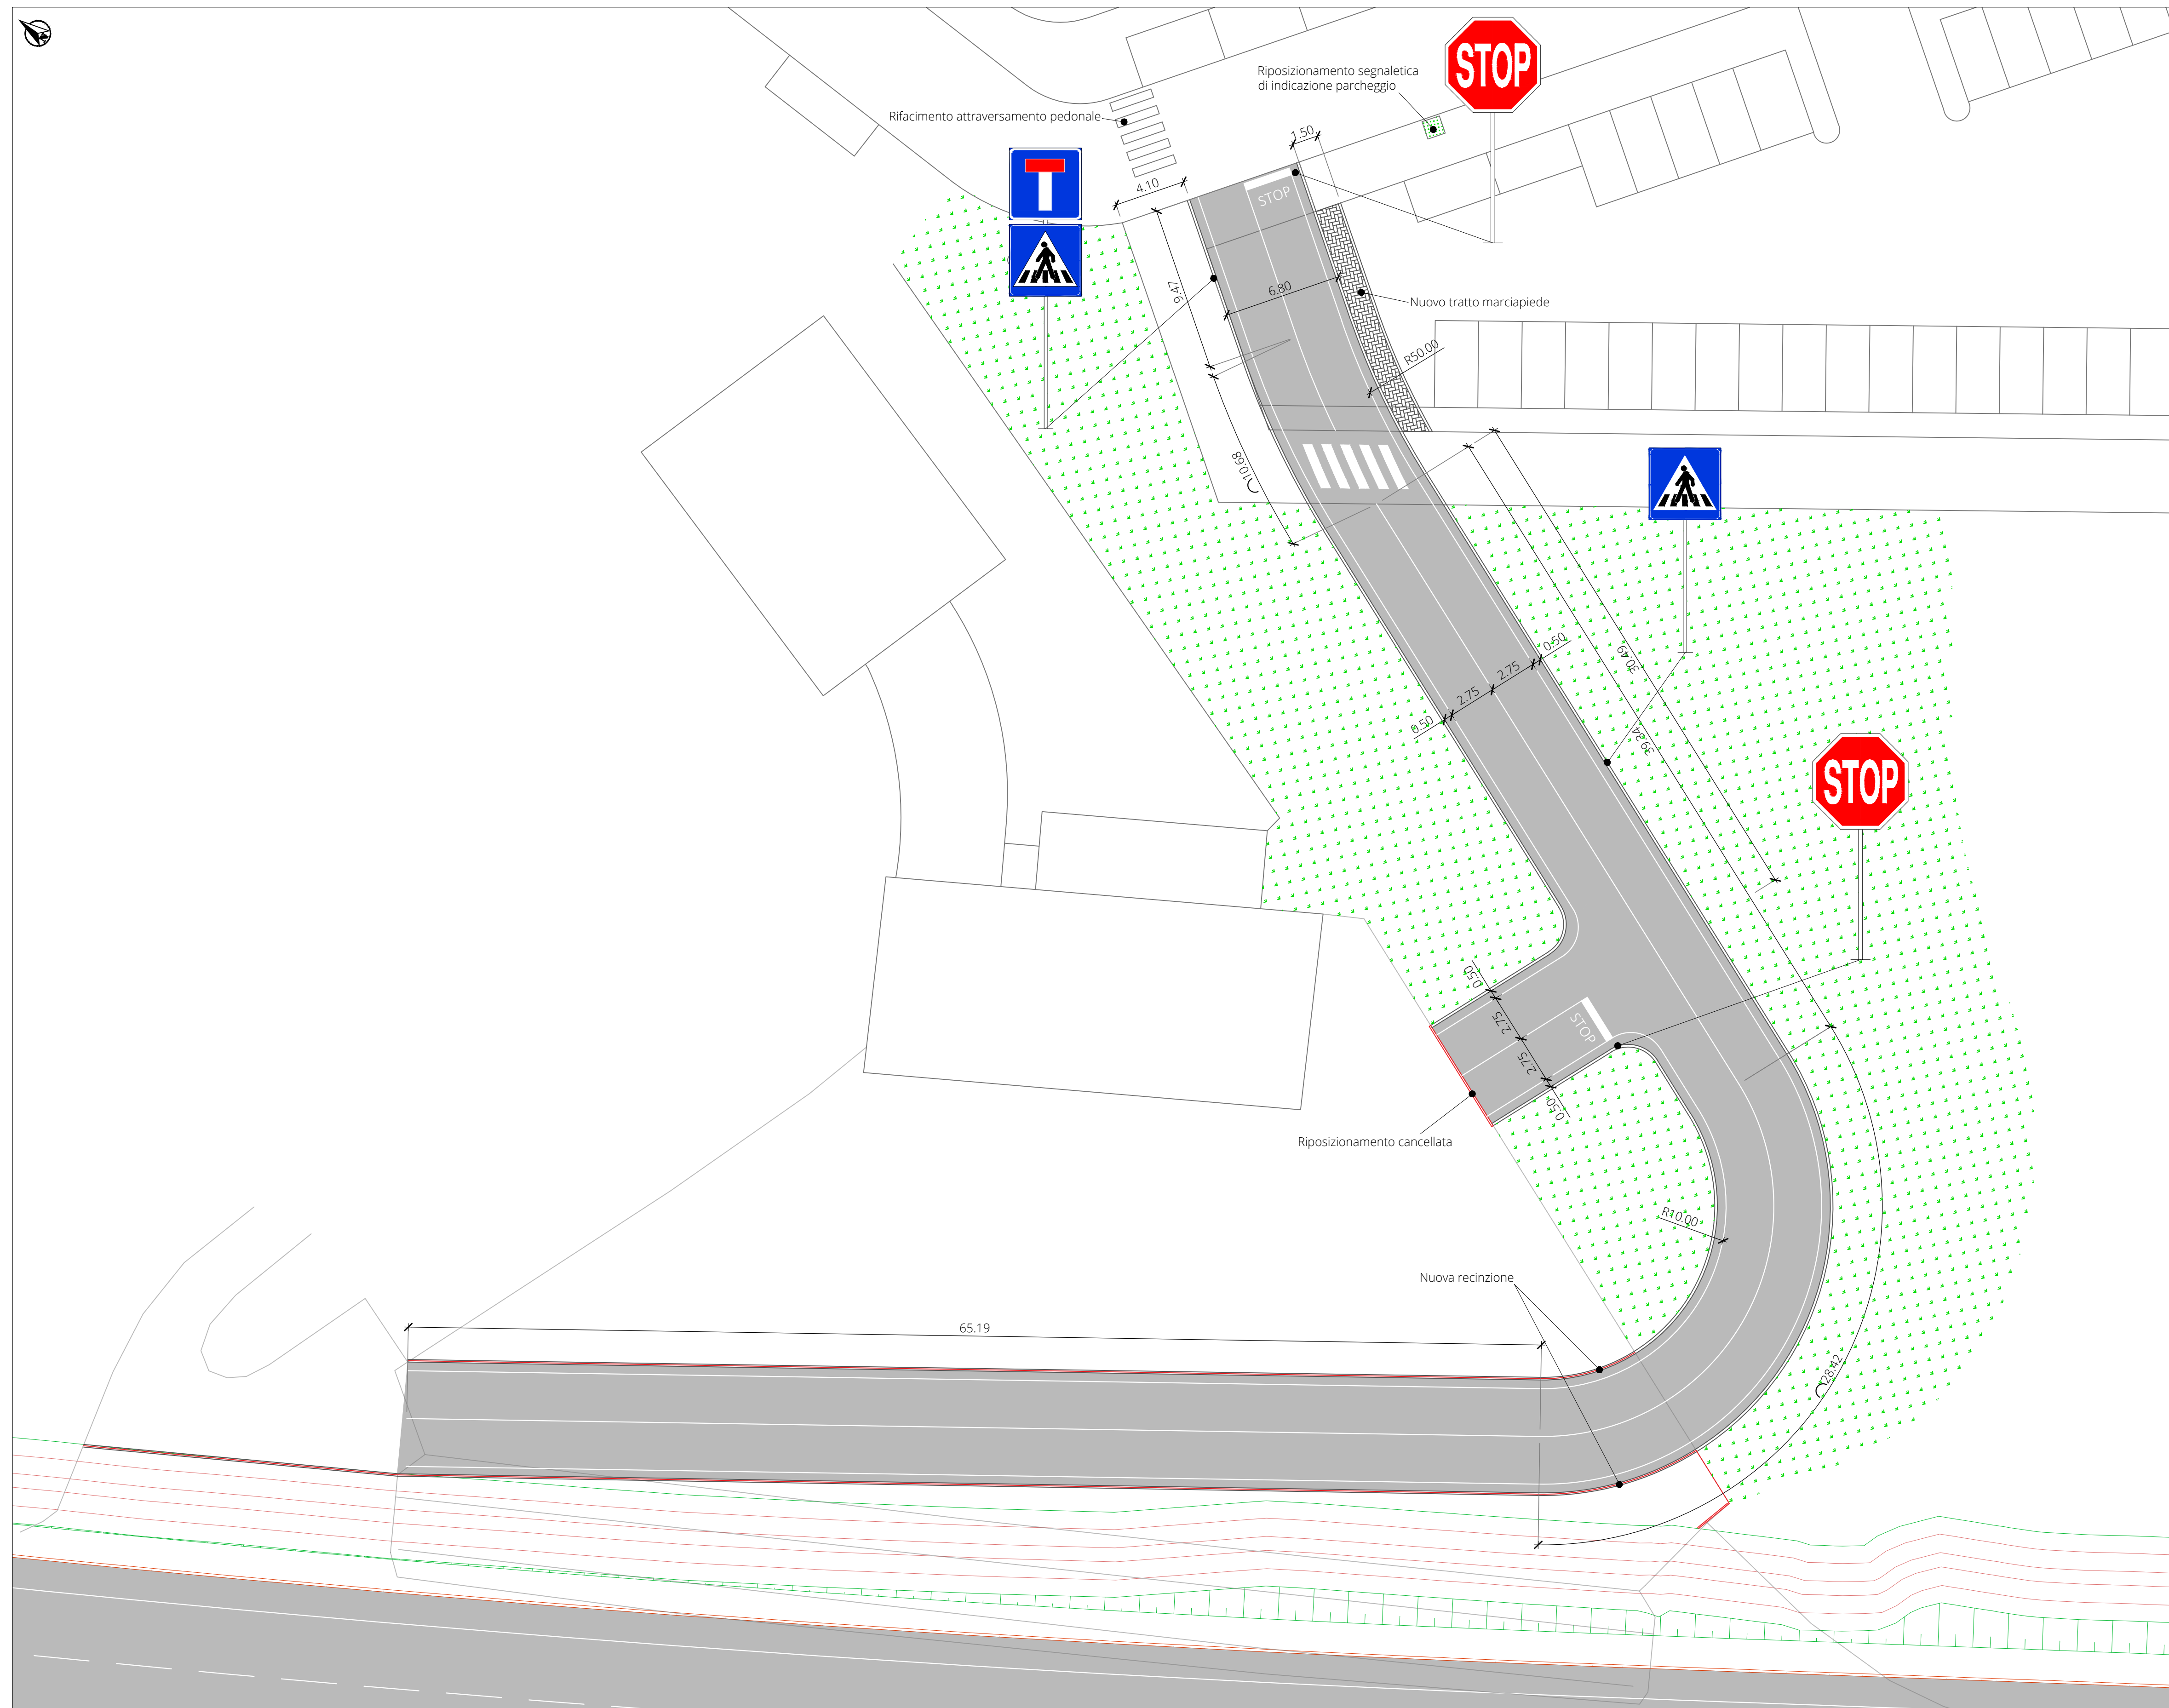 STOP
Riposizionamento segnaletica
di indicazione parcheggio
Rifacimento attraversamento pedonale
1.50
4.10
STOP
9.47
6.80
Nuovo tratto marciapiede
R50.00
10.68
30.49
0.50
2.75
2.75
0.50
39.34
STOP
0.50
2.75
STOP
2.75
0.50
Riposizionamento cancellata
R10.00
Nuova recinzione
65.19
28.42